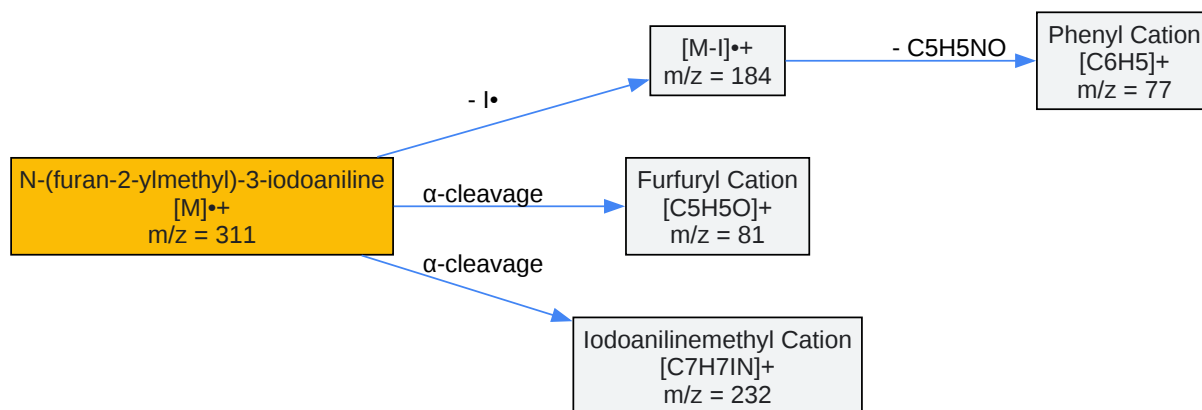 Phenyl Cation
[C6H5]+
m/z = 77
- C5H5NO
[M-I]•+
m/z = 184
- I•
N-(furan-2-ylmethyl)-3-iodoaniline
[M]•+
m/z = 311
α-cleavage
Furfuryl Cation
[C5H5O]+
m/z = 81
α-cleavage
Iodoanilinemethyl Cation
[C7H7IN]+
m/z = 232